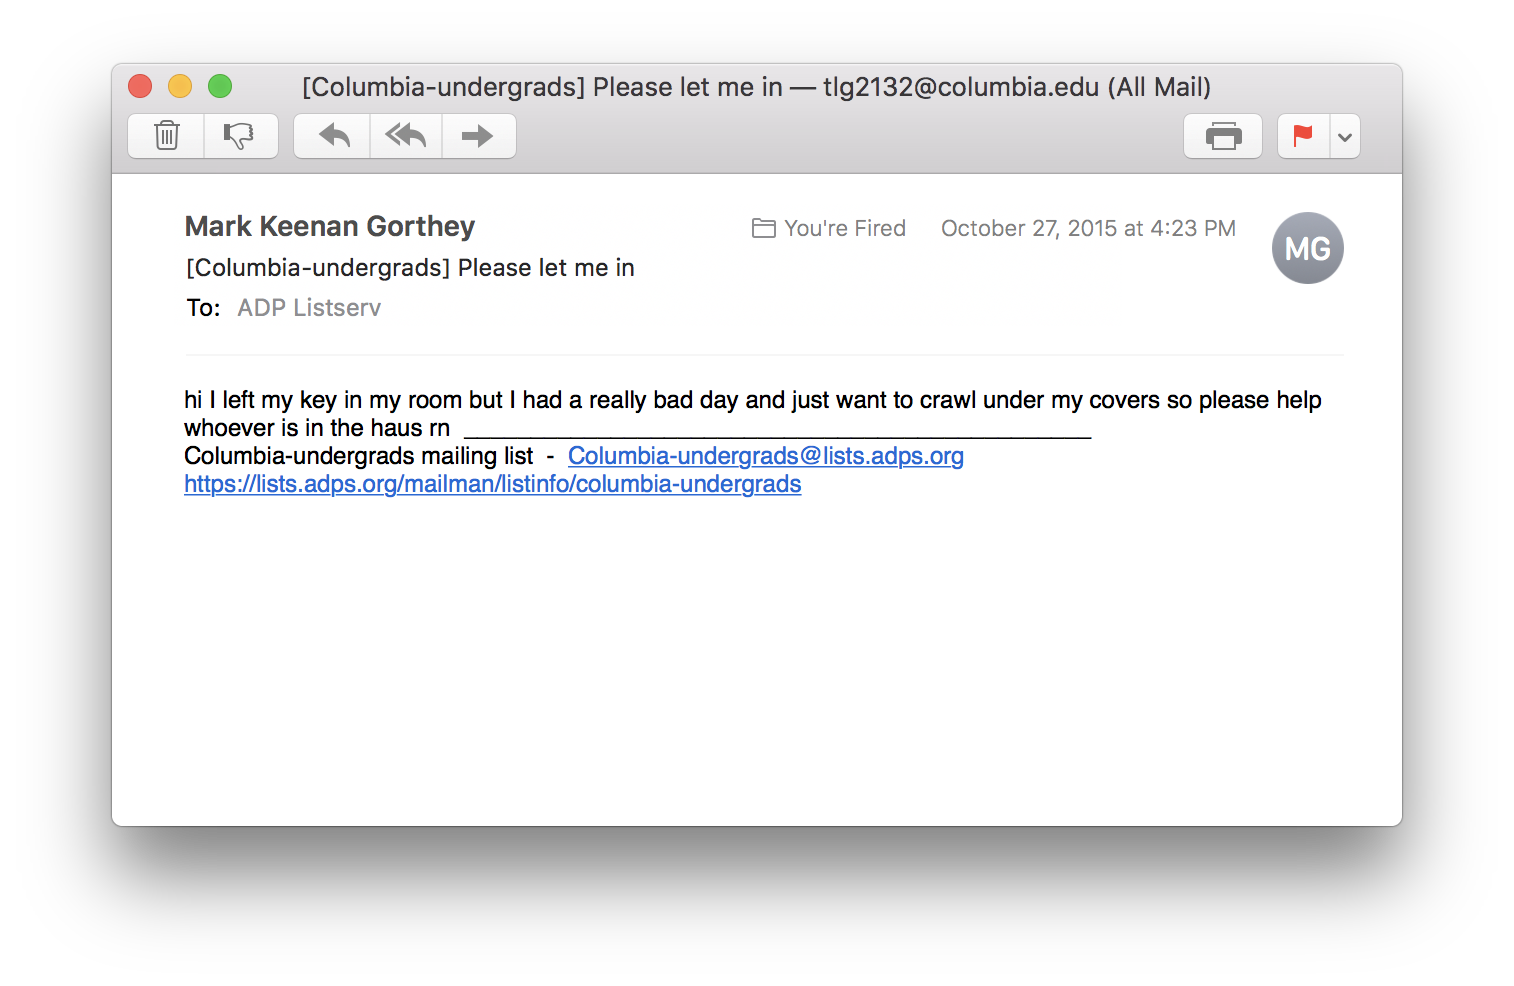 [Columbia-undergrads] Please let me in — tlg2132@columbia.edu (All Mail)
Mark Keenan Gorthey
You're Fired
October 27, 2015 at 4:23 PM
MG
[Columbia-undergrads] Please let me in
To: ADP Listserv
hi I left my key in my room but I had a really bad day and just want to crawl under my covers so please help
whoever is in the haus rn _______________________________________________
Columbia-undergrads mailing list - Columbia-undergrads@lists.adps.org
https://lists.adps.org/mailman/listinfo/columbia-undergrads